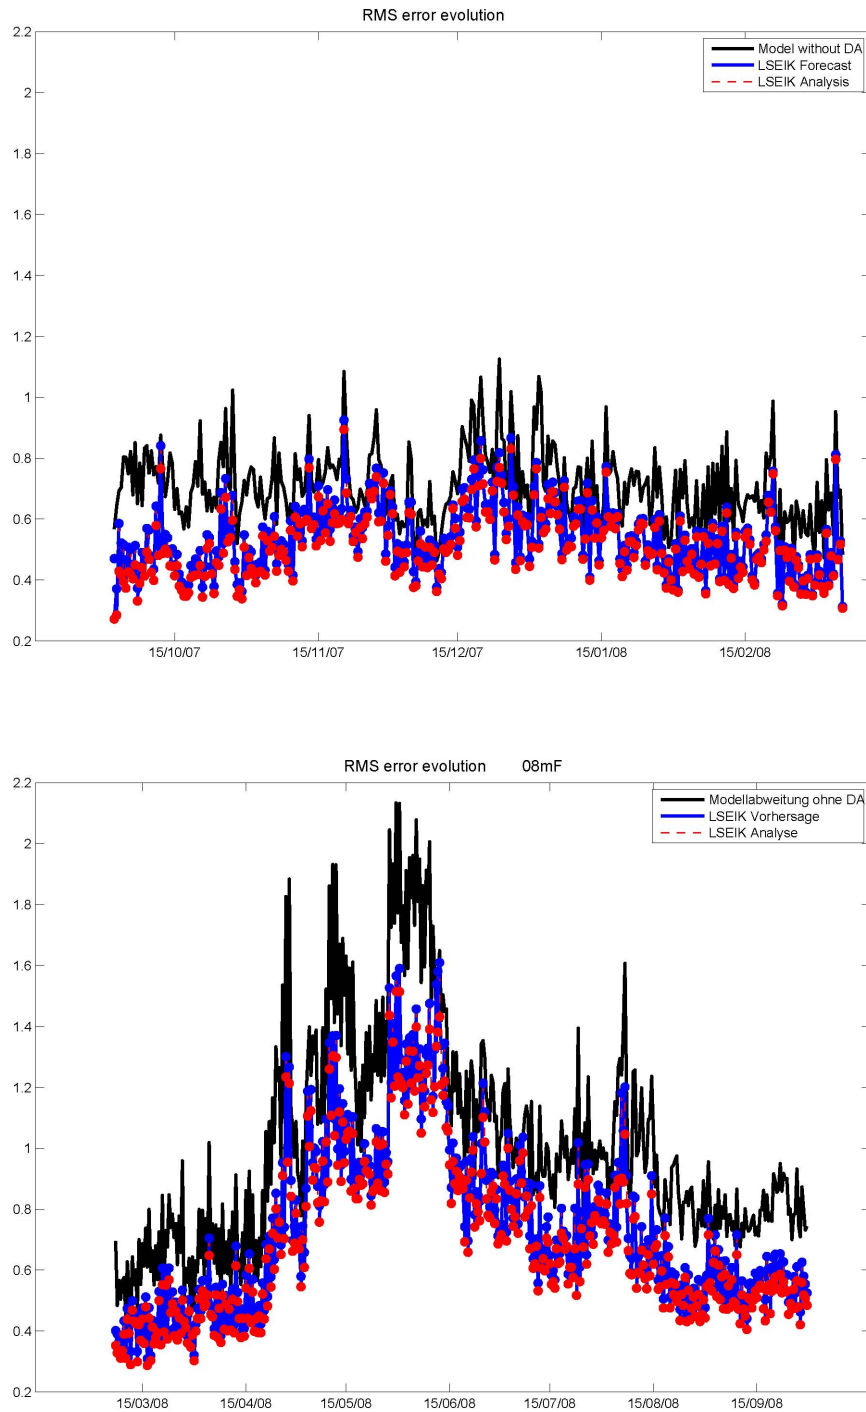 RMS error evolution
2.2
2
1.8
1.6
1.4
1.2
1
0.8
0.6
0.4
0.2
Model without DA
LSEIK Forecast
LSEIK Analysis
15/10/07 15/11/07 15/12/07 15/01/08 15/02/08
RMS error evolution 08mF
2.2
2
1.8
1.6
1.4
1.2
1
0.8
0.6
0.4
0.2
Modellabweitung ohne DA
LSEIK Vorhersage
LSEIK Analyse
15/03/08 15/04/08 15/05/08 15/06/08 15/07/08 15/08/08 15/09/08